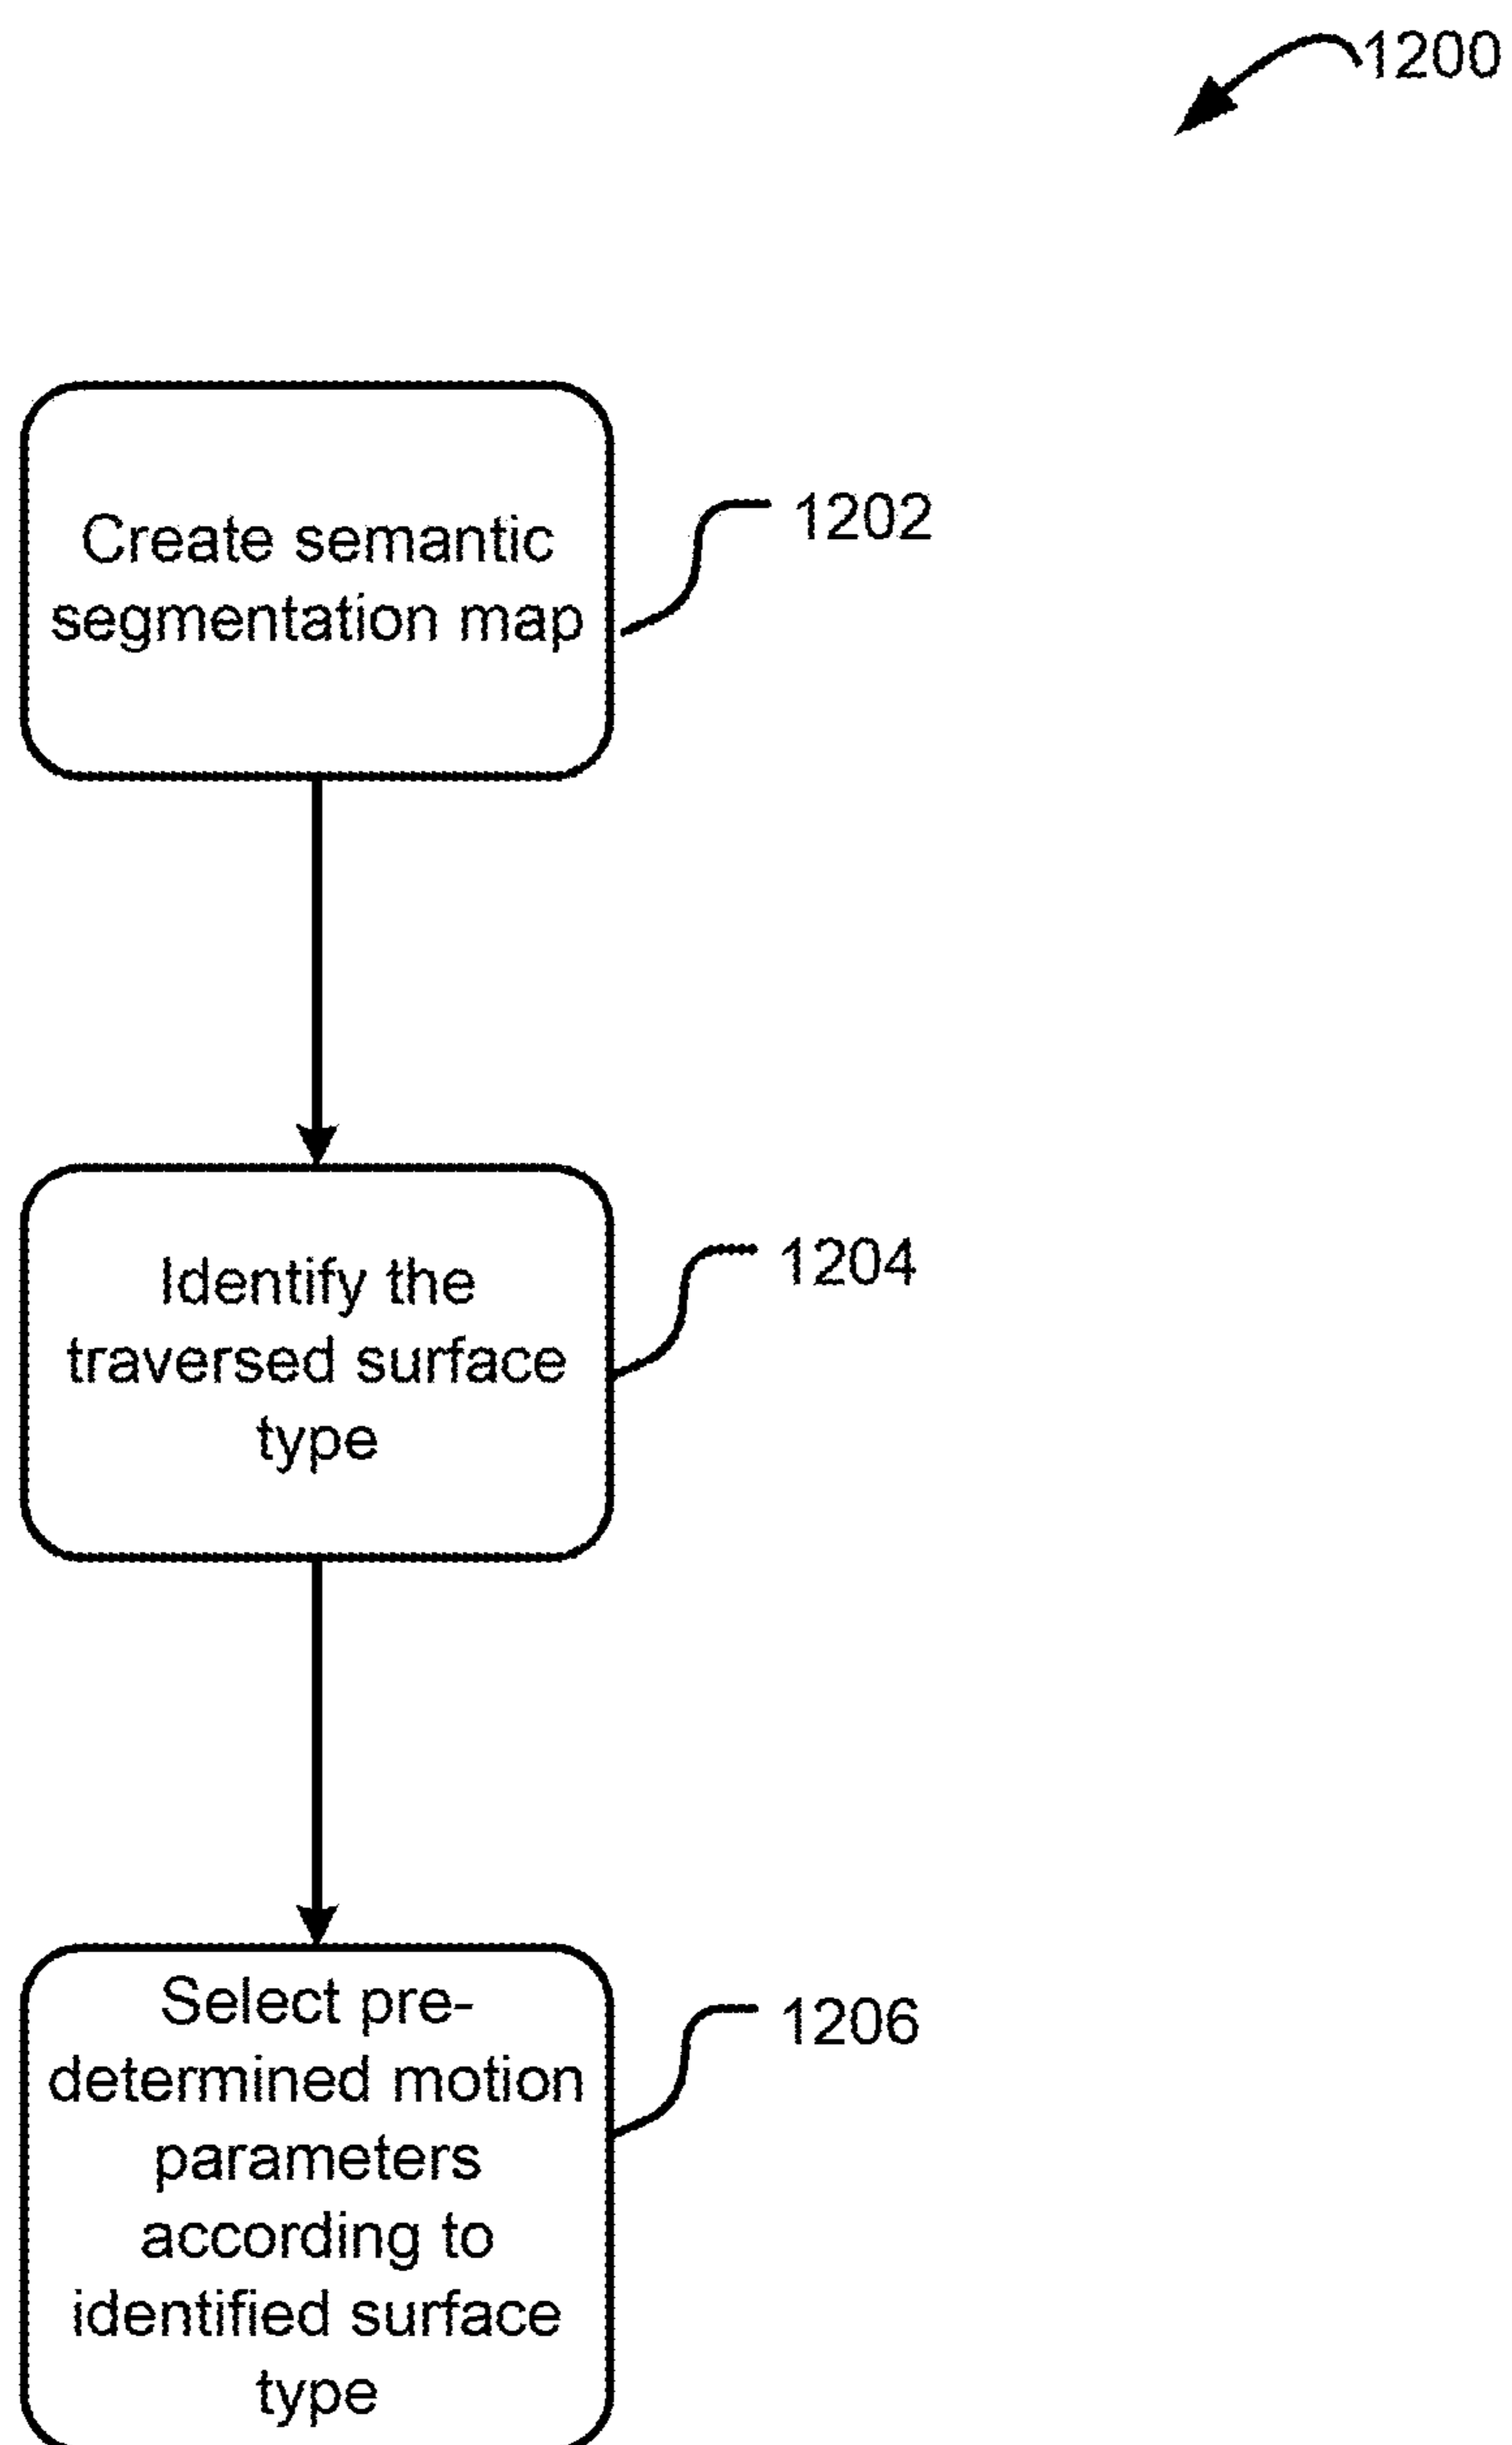 1200
Create semantic
segmentation map
1202
Identify the
traversed surface
type
1204
Select pre-
determined motion
parameters
according to
identified surface
type
1206